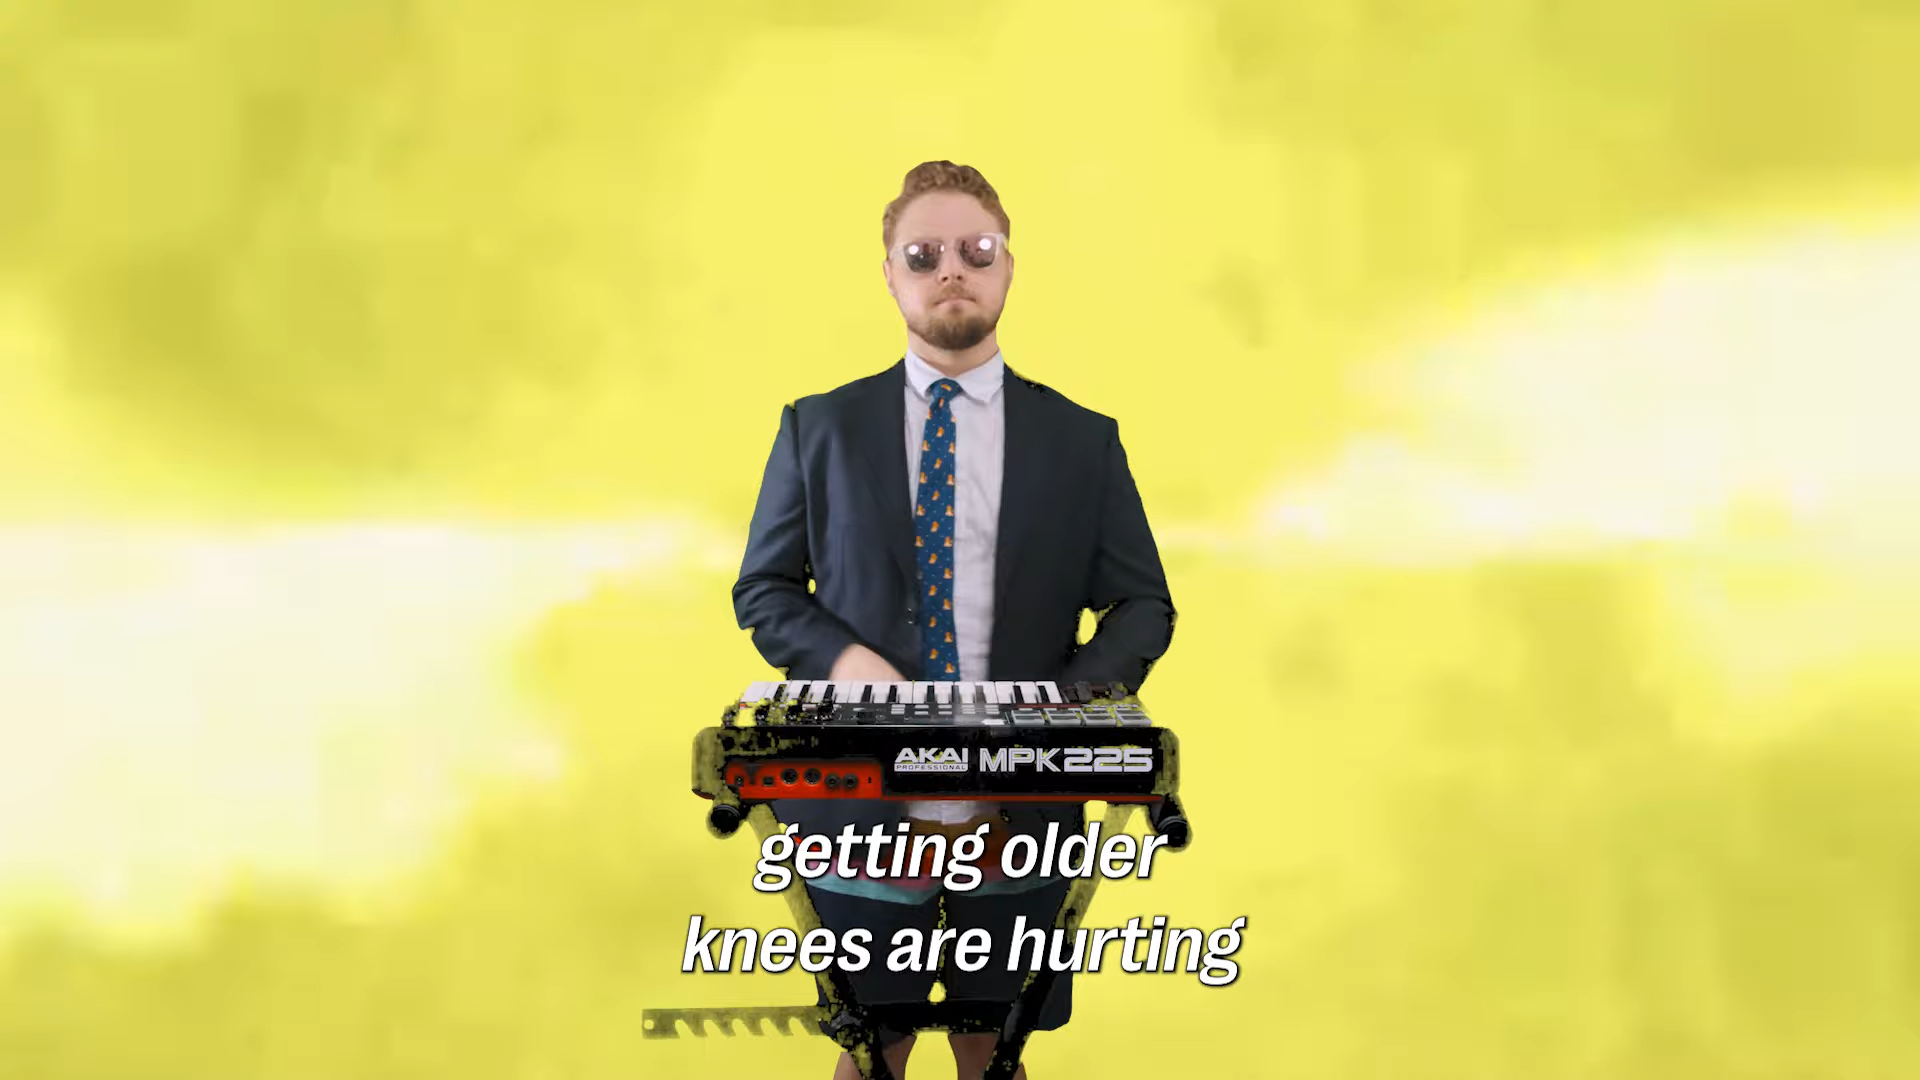 AKAI MPK225
PROFESSIONAL
getting older
knees are hurting